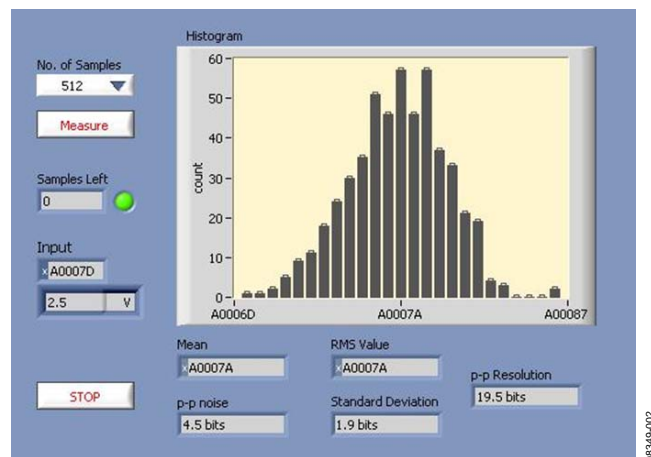 Histogram
No. of Samples
512
Measure
Samples Left
0
Input
x A0007D
2.5 V
STOP
count
60
50
40
30
20
10
0
A0006D A0007A A00087
Mean
x A0007A
RMS Value
x A0007A
p-p Resolution
19.5 bits
p-p noise
4.5 bits
Standard Deviation
1.9 bits
08349-002